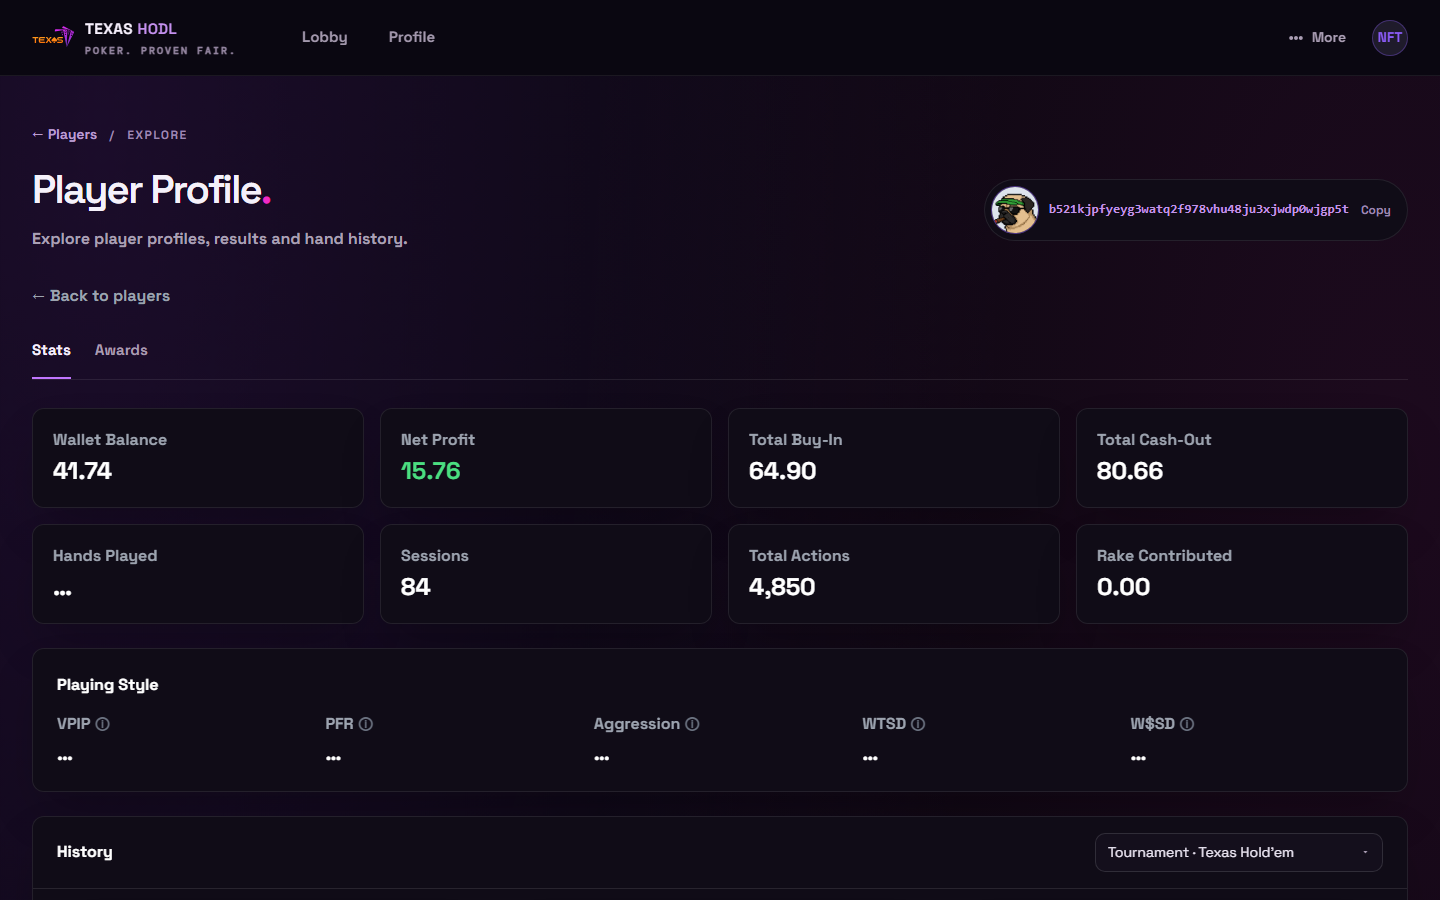 TEXAS
TEXAS HODL
POKER. PROVEN FAIR.
Lobby
Profile
••• More
NFT
← Players / EXPLORE
Player Profile.
Explore player profiles, results and hand history.
b521kjpfyeyg3watq2f978vhu48ju3xjwdp0wjgp5t
Copy
← Back to players
Stats
Awards
Wallet Balance
41.74
Net Profit
15.76
Total Buy-In
64.90
Total Cash-Out
80.66
Hands Played
...
Sessions
84
Total Actions
4,850
Rake Contributed
0.00
Playing Style
VPIP ⓘ
...
PFR ⓘ
...
Aggression ⓘ
...
WTSD ⓘ
...
W$SD ⓘ
...
History
Tournament · Texas Hold'em